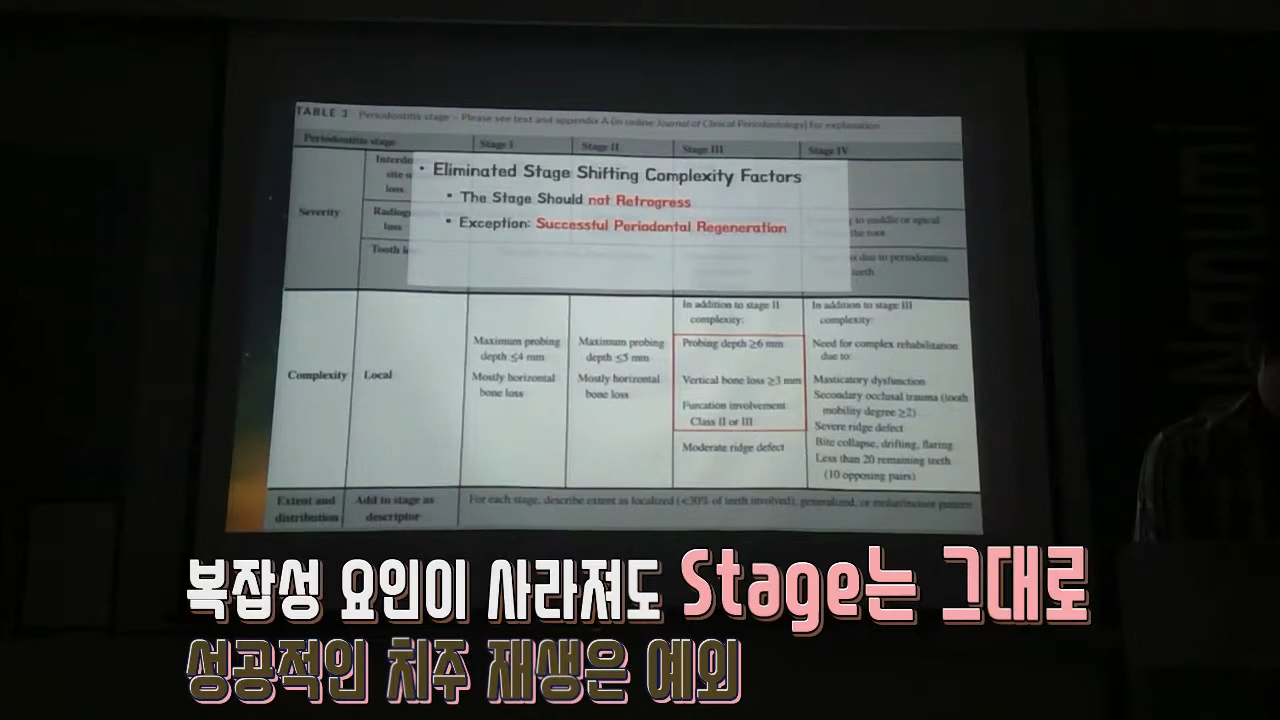 TABLE 3 Periodontitis stage – Please see text and appendix A (in online Journal of Clinical Periodontology) for explanation
Periodontitis stage Stage I Stage II Stage III Stage IV
• Eliminated Stage Shifting Complexity Factors
• The Stage Should not Retrogress
• Exception: Successful Periodontal Regeneration
Severity
Interde
site o
loss
Radiog
loss
to middle or apical
the root
Tooth l
due to periodontitis
teeth
Complexity
Local
Maximum probing
depth ≤4 mm
Mostly horizontal
bone loss
Maximum probing
depth ≤5 mm
Mostly horizontal
bone loss
In addition to stage II
complexity:
Probing depth ≥6 mm
Vertical bone loss ≥3 mm
Furcation involvement
Class II or III
Moderate ridge defect
In addition to stage III
complexity:
Need for complex rehabilitation
due to:
Masticatory dysfunction
Secondary occlusal trauma (tooth
mobility degree ≥2)
Severe ridge defect
Bite collapse, drifting, flaring
Less than 20 remaining teeth
(10 opposing pairs)
Extent and
distribution
Add to stage as
descriptor
For each stage, describe extent as localized (<30% of teeth involved), generalized, or molar/incisor pattern
복잡성 요인이 사라져도 Stage는 그대로
성공적인 치주 재생은 예외